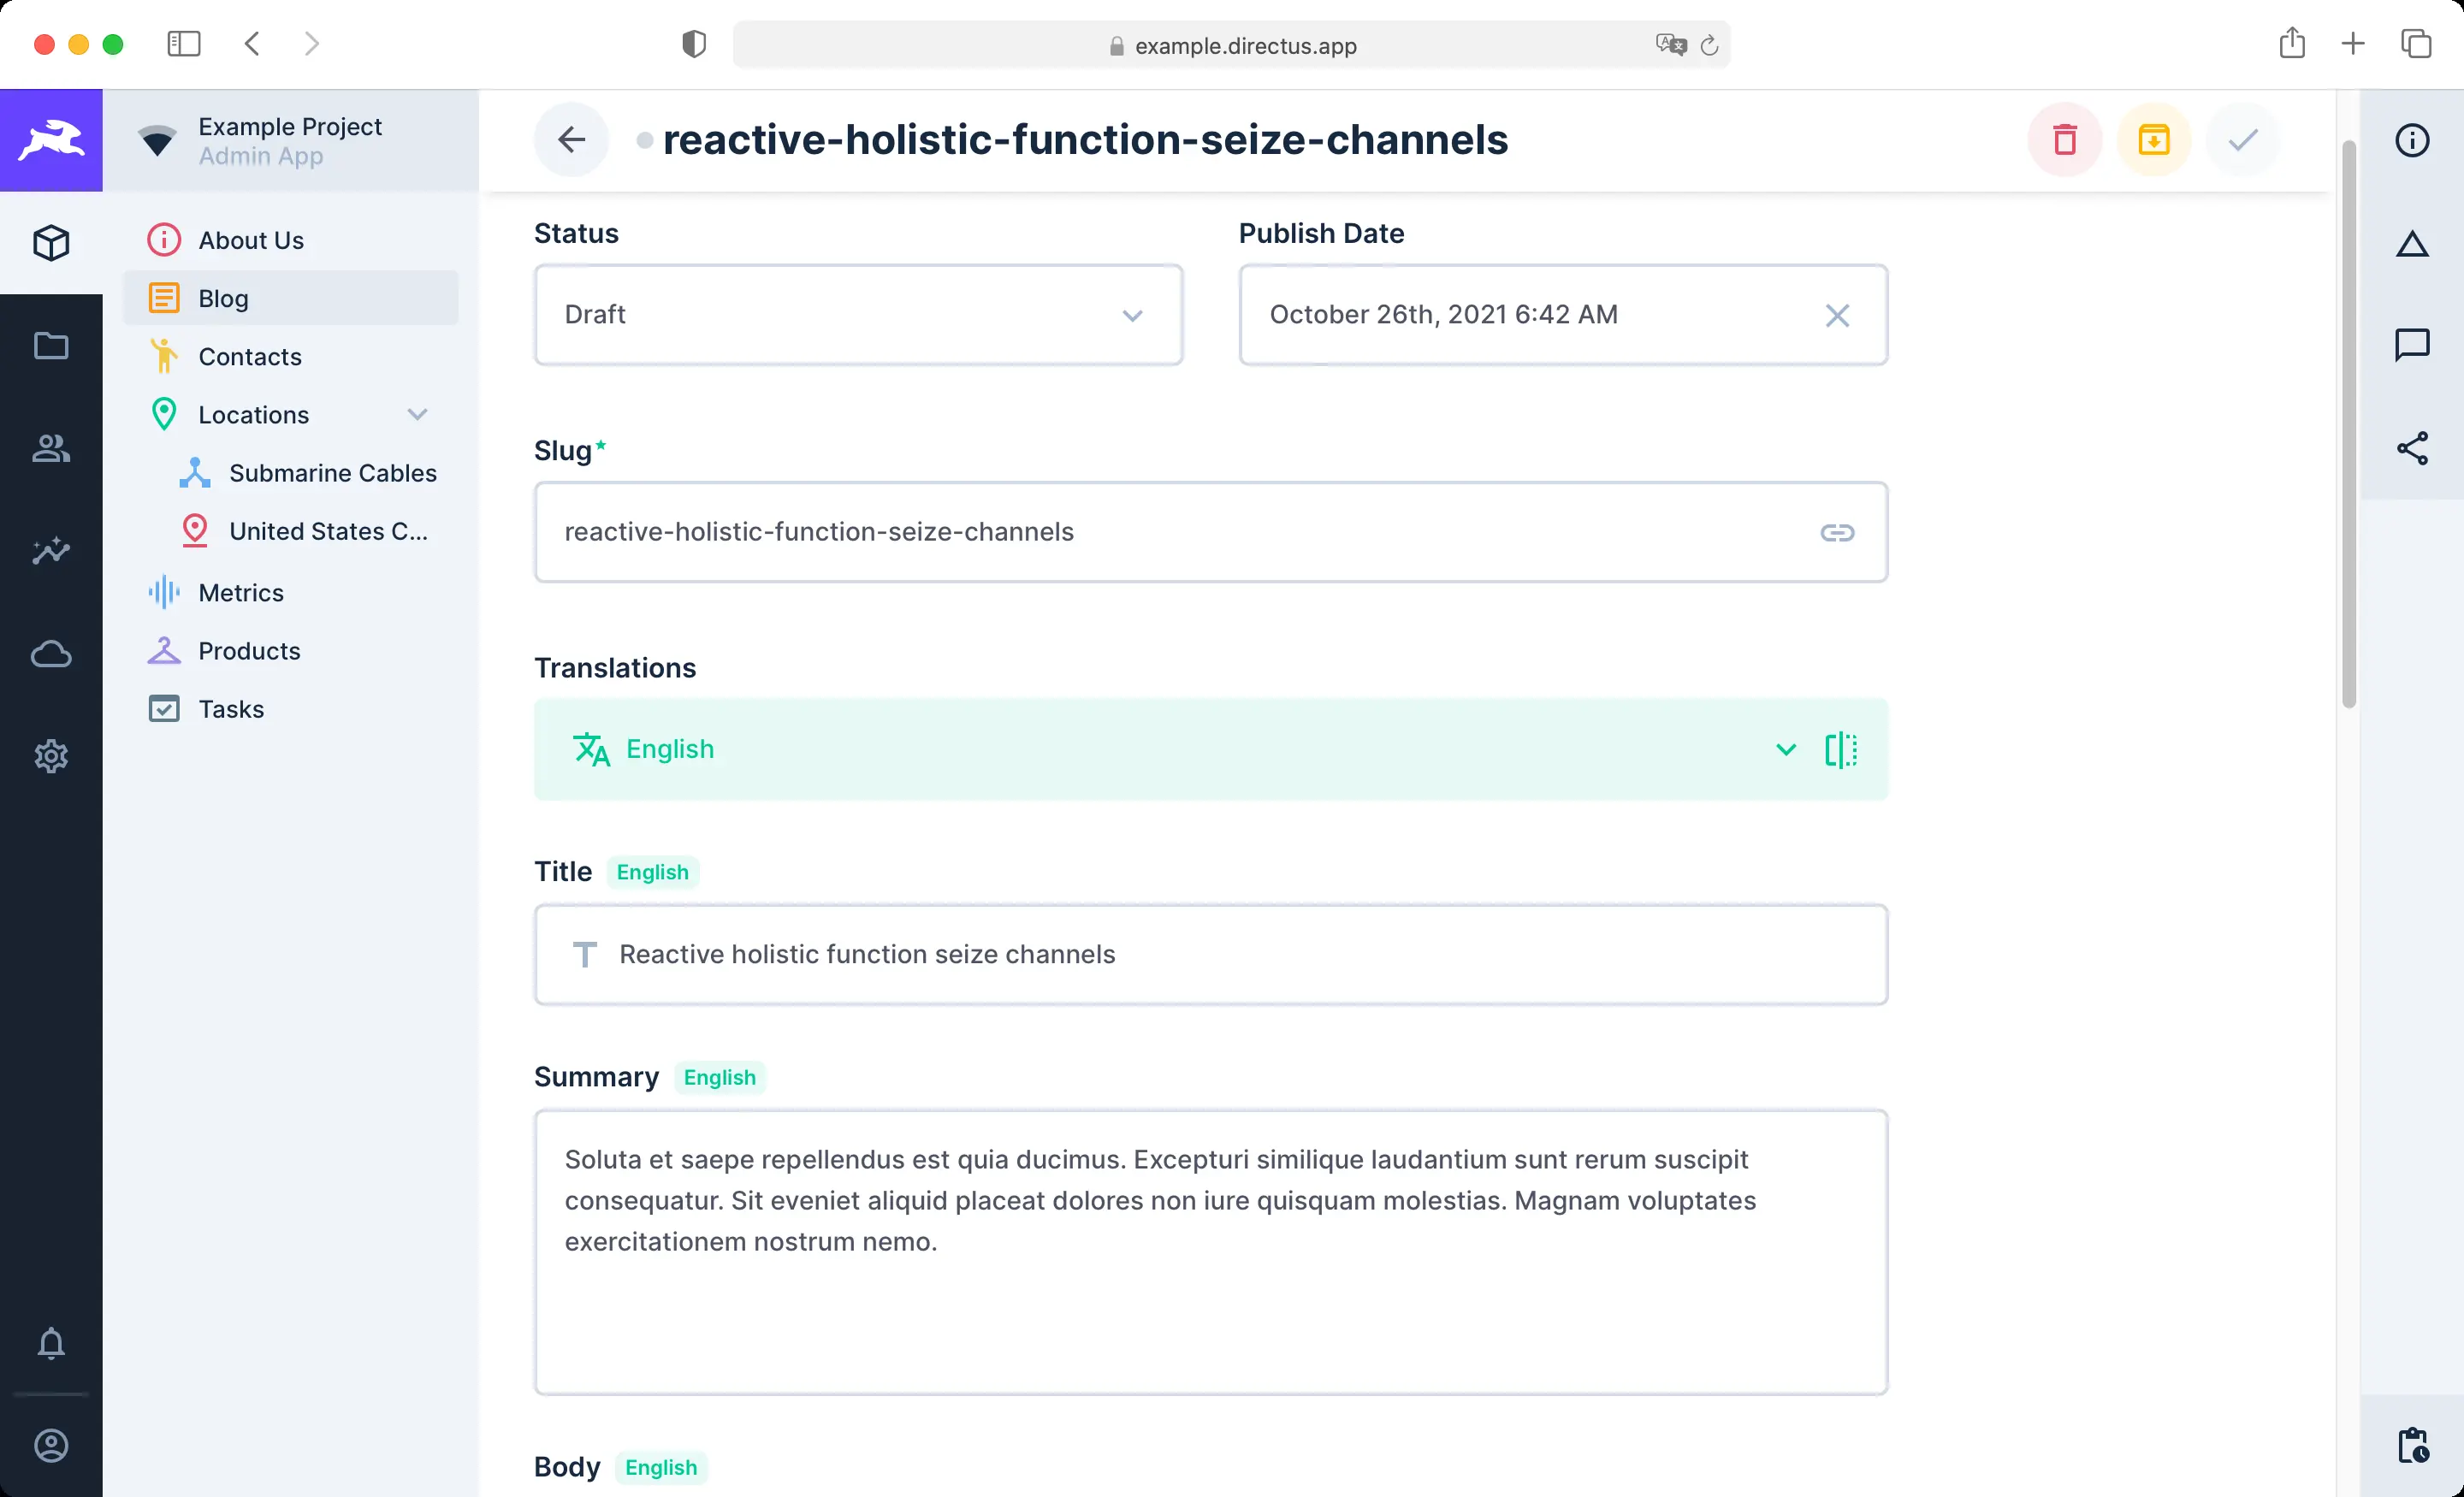 example.directus.app
Example Project
Admin App
reactive-holistic-function-seize-channels
About Us
Blog
Contacts
Locations
Submarine Cables
United States C...
Metrics
Products
Tasks
Status
Publish Date
Draft
October 26th, 2021 6:42 AM
Slug*
reactive-holistic-function-seize-channels
Translations
English
Title English
Reactive holistic function seize channels
Summary English
Soluta et saepe repellendus est quia ducimus. Excepturi similique laudantium sunt rerum suscipit
consequatur. Sit eveniet aliquid placeat dolores non iure quisquam molestias. Magnam voluptates
exercitationem nostrum nemo.
Body English